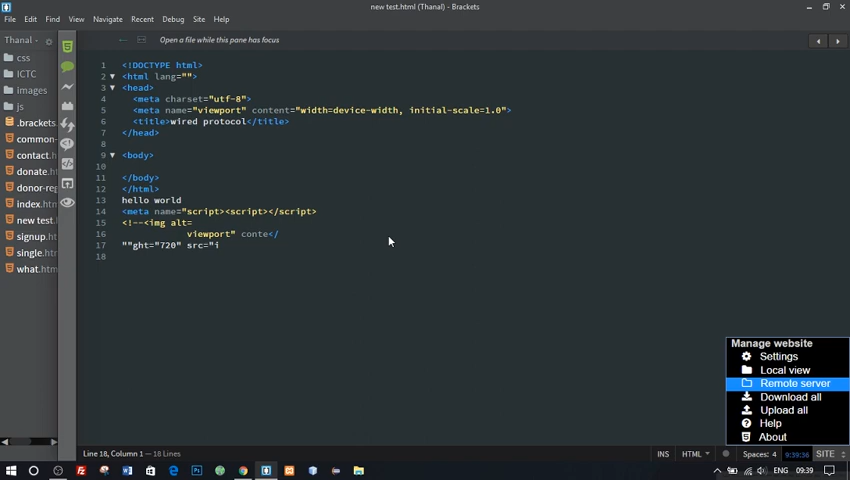 new test.html (Thanal) - Brackets
File Edit Find View Navigate Recent Debug Site Help
Thanal
css
ICTC
images
js
.brackets
common-
contact.h
donate.h
donor-reg
index.htm
new test.
signup.h
single.h
what.htm
Open a file while this pane has focus
1 <!DOCTYPE html>
2 <html lang="">
3 <head>
4 <meta charset="utf-8">
5 <meta name="viewport" content="width=device-width, initial-scale=1.0">
6 <title>wired protocol</title>
7 </head>
8
9 <body>
10
11 </body>
12 </html>
13 hello world
14 <meta name="script><script></script>
15 <!--<img alt=
16 viewport" conte</
17 ""ght="720" src="i
18
Manage website
Settings
Local view
Remote server
Download all
Upload all
Help
About
Line 18, Column 1 — 18 Lines
INS HTML Spaces: 4 9:39:36 SITE
ENG 09:39